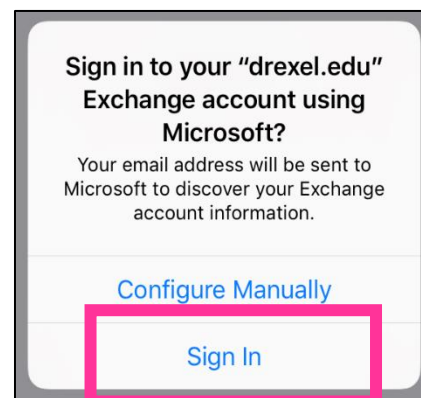 Sign in to your “drexel.edu”
Exchange account using
Microsoft?
Your email address will be sent to
Microsoft to discover your Exchange
account information.
Configure Manually
Sign In